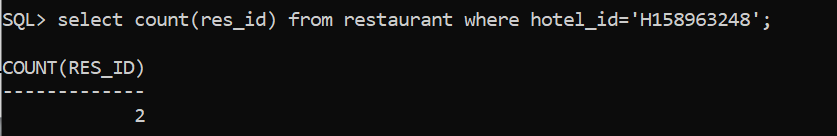 SQL> select count(res_id) from restaurant where hotel_id='H158963248';
COUNT(RES_ID)
-------------
2